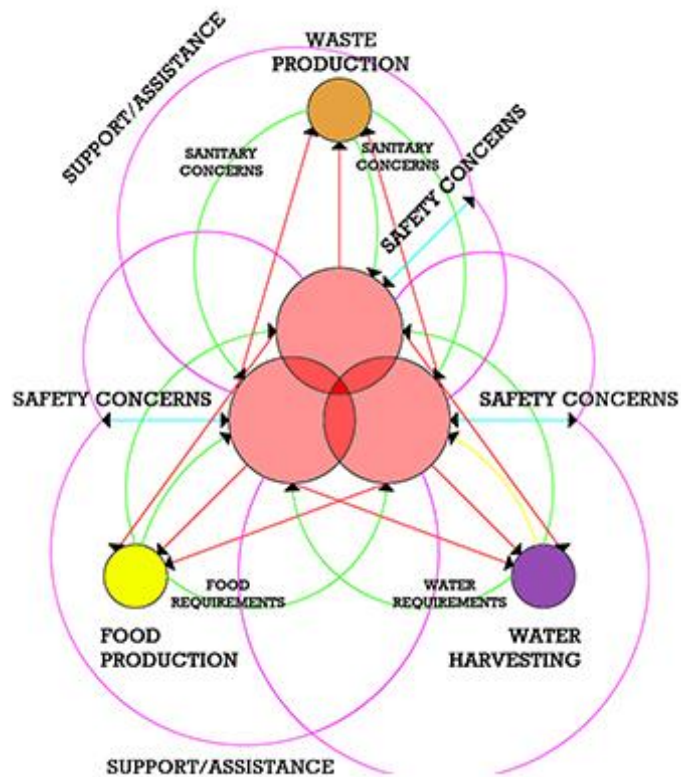 WASTE
PRODUCTION
SUPPORT/ASSISTANCE
SANITARY
CONCERNS
SANITARY
CONCERNS
SAFETY CONCERNS
SAFETY CONCERNS
SAFETY CONCERNS
FOOD
REQUIREMENTS
WATER
REQUIREMENTS
FOOD
PRODUCTION
WATER
HARVESTING
SUPPORT/ASSISTANCE